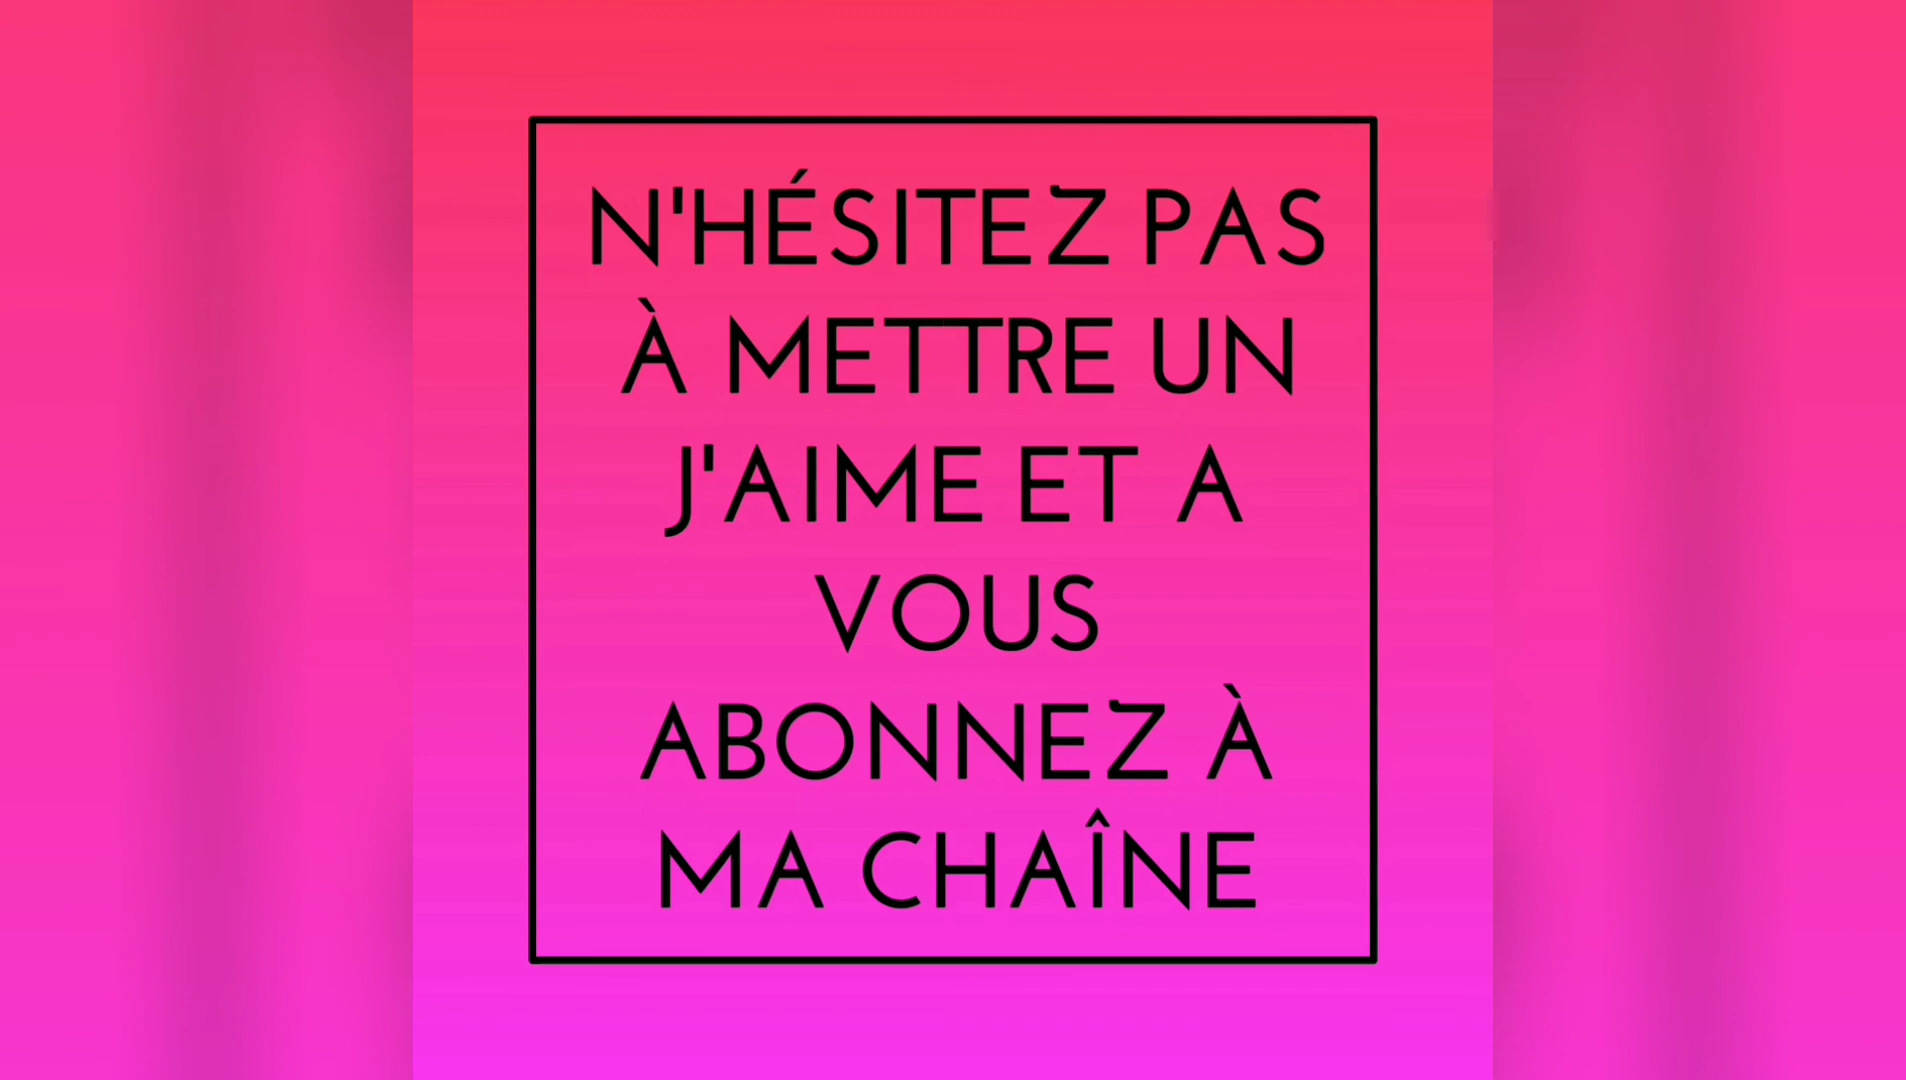 N'HÉSITEZ PAS
À METTRE UN
J'AIME ET A
VOUS
ABONNEZ À
MA CHAÎNE